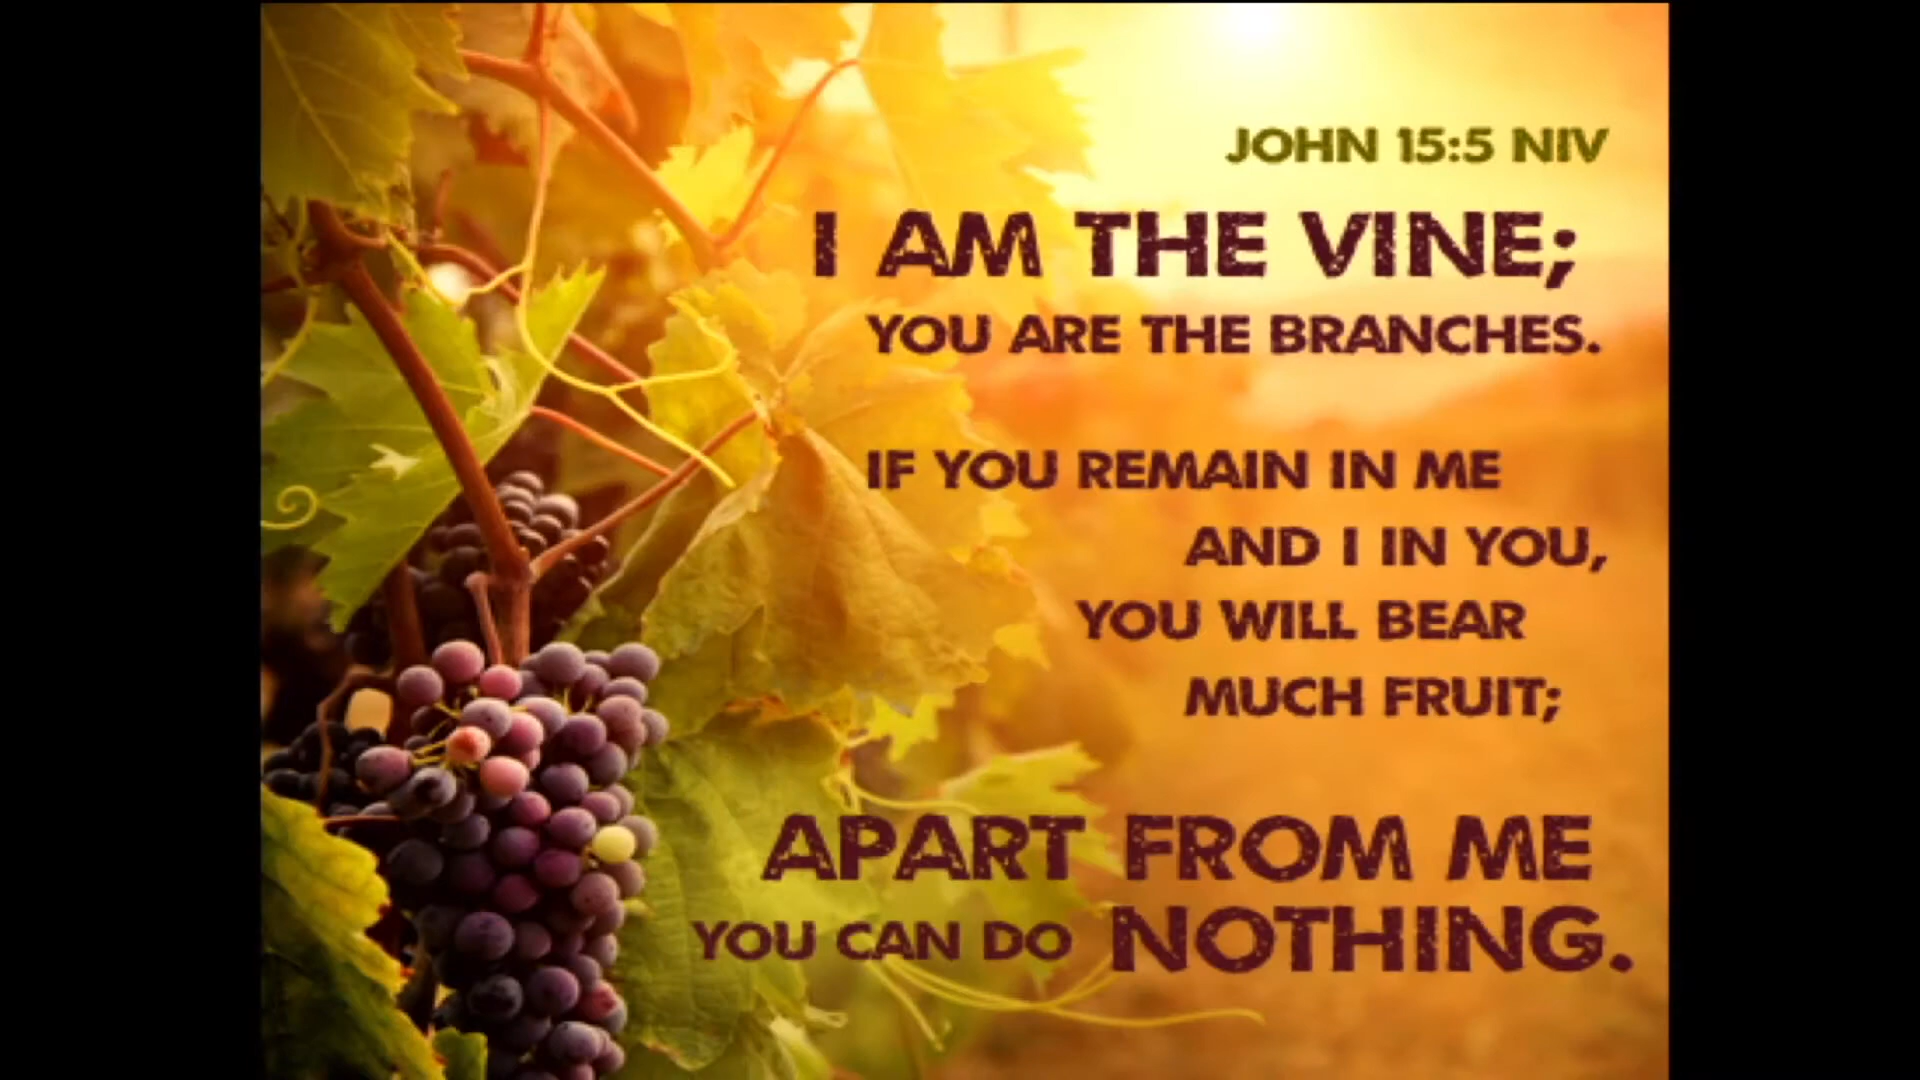 JOHN 15:5 NIV
I AM THE VINE;
YOU ARE THE BRANCHES.
IF YOU REMAIN IN ME
AND I IN YOU,
YOU WILL BEAR
MUCH FRUIT;
APART FROM ME
YOU CAN DO NOTHING.